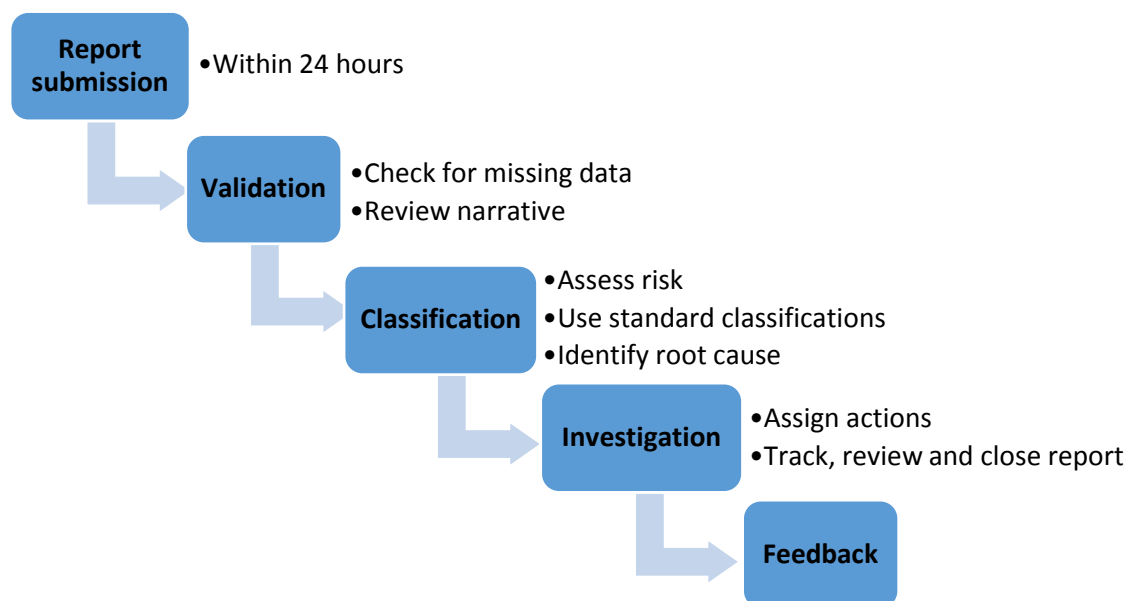 Report
submission
•Within 24 hours
Validation
•Check for missing data
•Review narrative
Classification
•Assess risk
•Use standard classifications
•Identify root cause
Investigation
•Assign actions
•Track, review and close report
Feedback